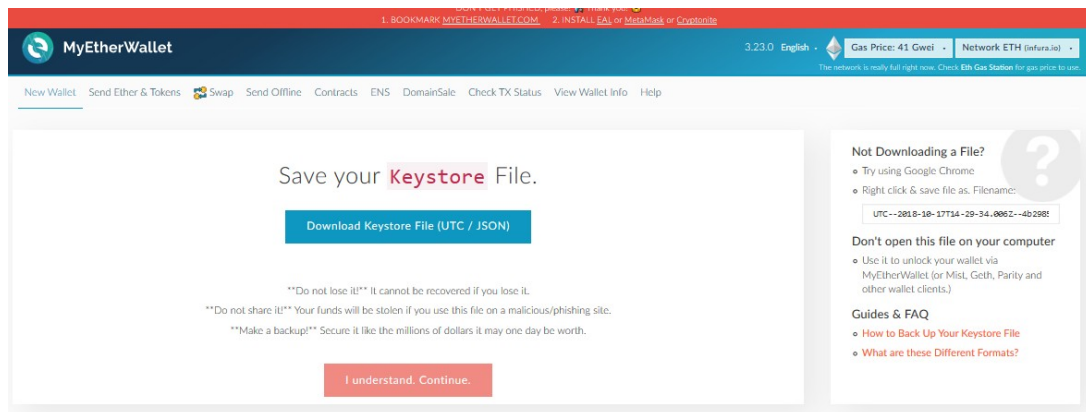 DON'T GET PHISHED, please! Thank you!
1. BOOKMARK MYETHERWALLET.COM 2. INSTALL EAL or MetaMask or Cryptonite
MyEtherWallet
3.23.0 English
Gas Price: 41 Gwei
Network ETH (infura.io)
The network is really full right now. Check Eth Gas Station for gas price to use.
New Wallet Send Ether & Tokens Swap Send Offline Contracts ENS DomainSale Check TX Status View Wallet Info Help
Save your Keystore File.
Download Keystore File (UTC / JSON)
**Do not lose it!** It cannot be recovered if you lose it.
**Do not share it!** Your funds will be stolen if you use this file on a malicious/phishing site.
**Make a backup!** Secure it like the millions of dollars it may one day be worth.
I understand. Continue.
Not Downloading a File?
Try using Google Chrome
Right click & save file as. Filename:
UTC--2018-10-17T14-29-34.006Z--4b298
Don't open this file on your computer
Use it to unlock your wallet via
MyEtherWallet (or Mist, Geth, Parity and
other wallet clients.)
Guides & FAQ
How to Back Up Your Keystore File
What are these Different Formats?